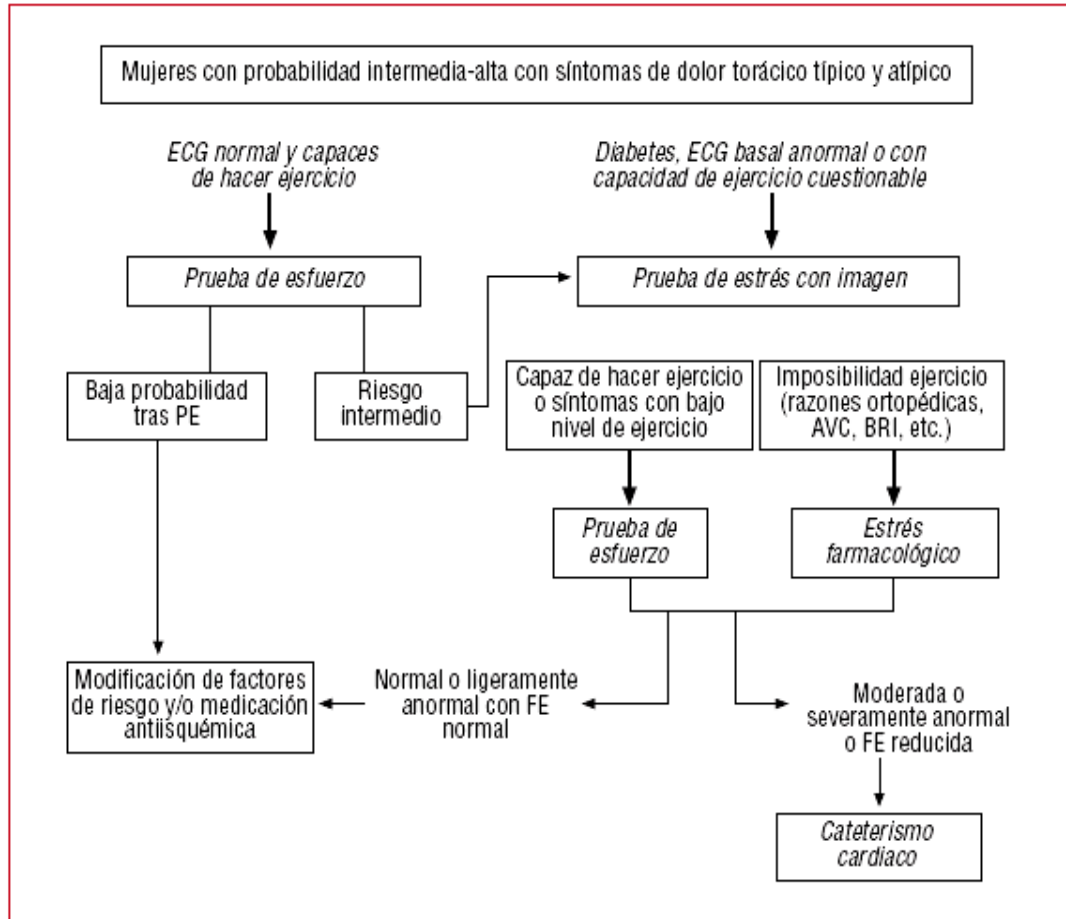 Mujeres con probabilidad intermedia-alta con síntomas de dolor torácico típico y atípico
ECG normal y capaces
de hacer ejercicio
Diabetes, ECG basal anormal o con
capacidad de ejercicio cuestionable
Prueba de esfuerzo
Prueba de estrés con imagen
Baja probabilidad
tras PE
Riesgo
intermedio
Capaz de hacer ejercicio
o síntomas con bajo
nivel de ejercicio
Imposibilidad ejercicio
(razones ortopédicas,
AVC, BRI, etc.)
Prueba de
esfuerzo
Estrés
farmacológico
Modificación de factores
de riesgo y/o medicación
antiisquémica
Normal o ligeramente
anormal con FE
normal
Moderada o
severamente anormal
o FE reducida
Cateterismo
cardiaco